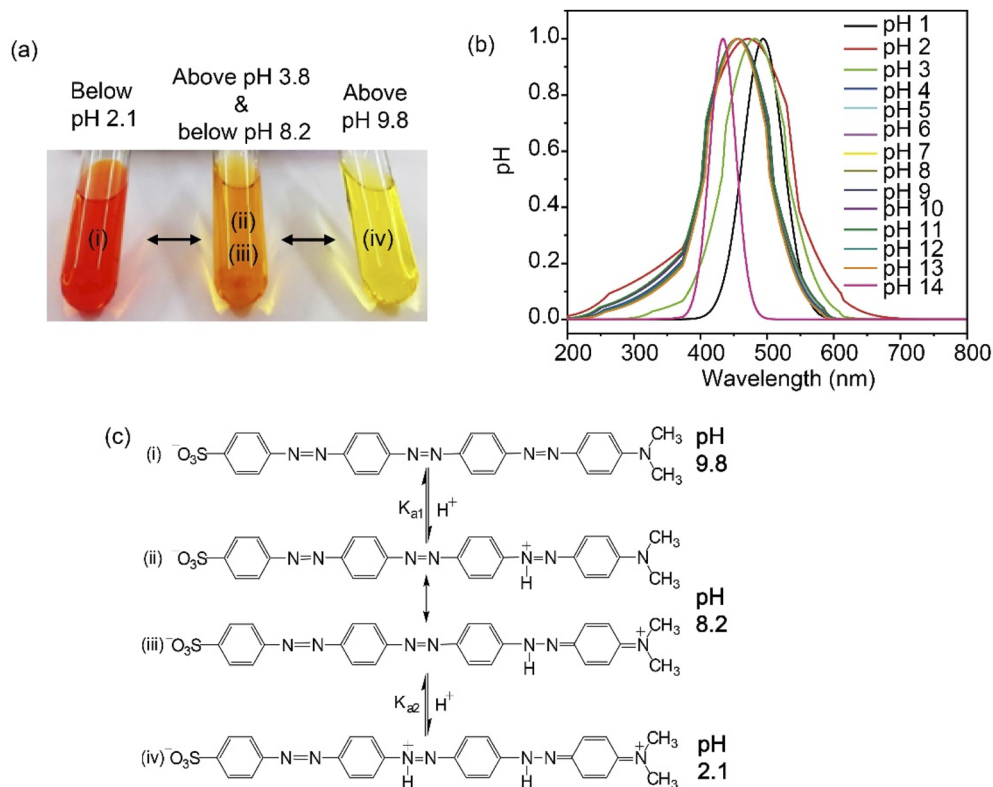 (a)
Below
pH 2.1
Above pH 3.8
&
below pH 8.2
Above
pH 9.8
(i)
(ii)
(iii)
(iv)
(b)
pH
1.0
0.8
0.6
0.4
0.2
0.0
200 300 400 500 600 700 800
Wavelength (nm)
pH 1
pH 2
pH 3
pH 4
pH 5
pH 6
pH 7
pH 8
pH 9
pH 10
pH 11
pH 12
pH 13
pH 14
(c)
(i) ⁻O₃S N=N N=N N=N N CH₃ CH₃
pH
9.8
Kₐ₁ H⁺
(ii) ⁻O₃S N=N N=N N⁺=N H N CH₃ CH₃
pH
8.2
(iii) ⁻O₃S N=N N=N N-N H N⁺ CH₃ CH₃
Kₐ₂ H⁺
(iv) ⁻O₃S N=N N⁺=N H N-N H N⁺ CH₃ CH₃
pH
2.1